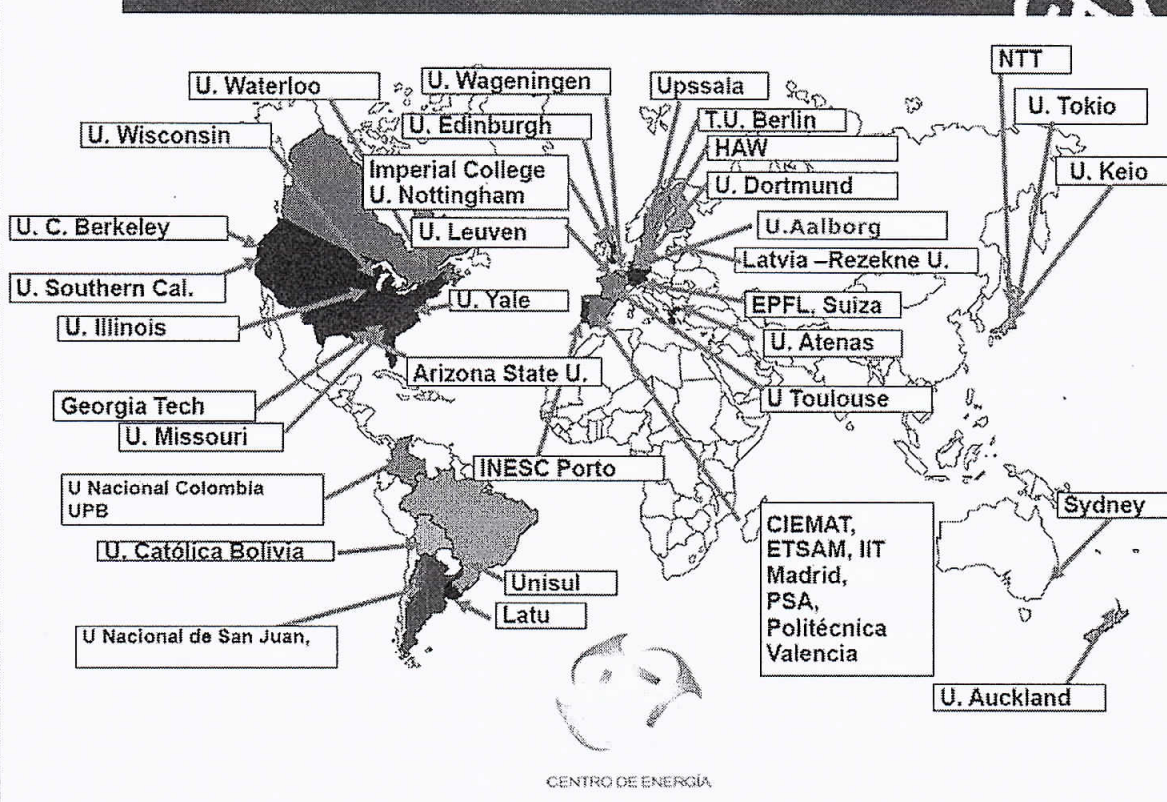 NTT
U. Waterloo
U. Wageningen
Upssala
U. Tokio
U. Wisconsin
U. Edinburgh
T.U. Berlin
HAW
Imperial College
U. Nottingham
U. Keio
U. Dortmund
U. C. Berkeley
U. Leuven
U.Aalborg
Latvia –Rezekne U.
U. Southern Cal.
U. Yale
EPFL, Suiza
U. Illinois
U. Atenas
Arizona State U.
U Toulouse
Georgia Tech
U. Missouri
INESC Porto
U Nacional Colombia
UPB
Sydney
CIEMAT,
ETSAM, IIT
Madrid,
PSA,
Politécnica
Valencia
U. Católica Bolivia
Unisul
Latu
U Nacional de San Juan,
U. Auckland
CENTRO DE ENERGÍA